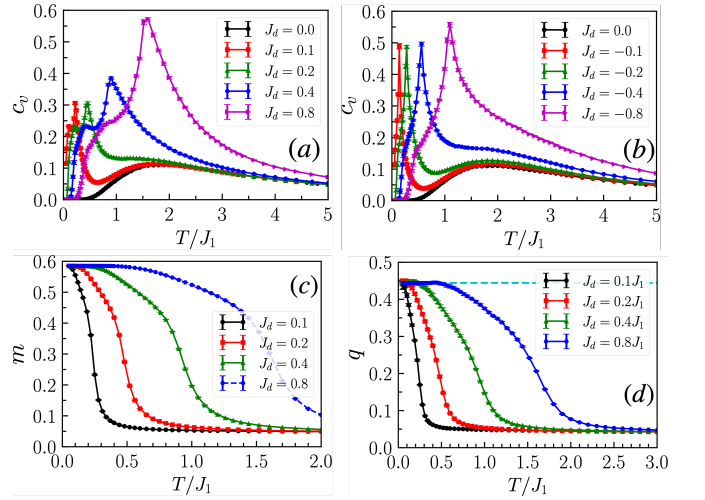 0.6
0.5
0.4
0.3
0.2
0.1
0.0
c_v
J_d = 0.0
J_d = 0.1
J_d = 0.2
J_d = 0.4
J_d = 0.8
(a)
0 1 2 3 4 5
T/J_1
0.6
0.5
0.4
0.3
0.2
0.1
0.0
c_v
J_d = 0.0
J_d = −0.1
J_d = −0.2
J_d = −0.4
J_d = −0.8
(b)
0 1 2 3 4 5
T/J_1
0.6
0.5
0.4
0.3
0.2
0.1
0.0
m
(c)
J_d = 0.1
J_d = 0.2
J_d = 0.4
J_d = 0.8
0.0 0.5 1.0 1.5 2.0
T/J_1
0.5
0.4
0.3
0.2
0.1
0.0
q
J_d = 0.1J_1
J_d = 0.2J_1
J_d = 0.4J_1
J_d = 0.8J_1
(d)
0.0 0.5 1.0 1.5 2.0 2.5 3.0
T/J_1